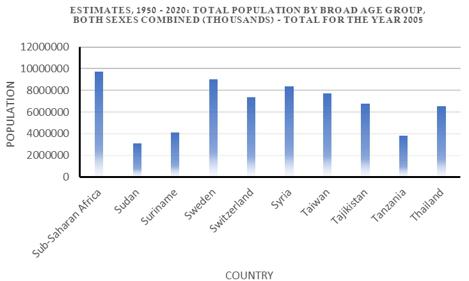 ESTIMATES, 1950 - 2020: TOTAL POPULATION BY BROAD AGE GROUP,
BOTH SEXES COMBINED (THOUSANDS) - TOTAL FOR THE YEAR 2005
12000000
10000000
8000000
6000000
4000000
2000000
0
POPULATION
Sub-Saharan Africa
Sudan
Suriname
Sweden
Switzerland
Syria
Taiwan
Tajikistan
Tanzania
Thailand
COUNTRY